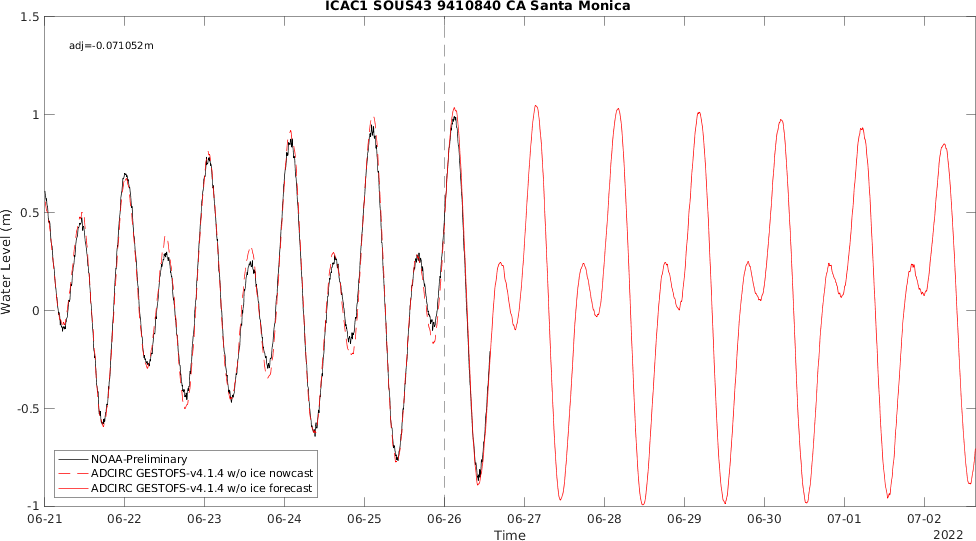 ICAC1 SOUS43 9410840 CA Santa Monica
1.5
adj=-0.071052m
1
0.5
Water Level (m)
0
-0.5
NOAA-Preliminary
ADCIRC GESTOFS-v4.1.4 w/o ice nowcast
ADCIRC GESTOFS-v4.1.4 w/o ice forecast
-1
06-21 06-22 06-23 06-24 06-25 06-26 06-27 06-28 06-29 06-30 07-01 07-02
Time
2022